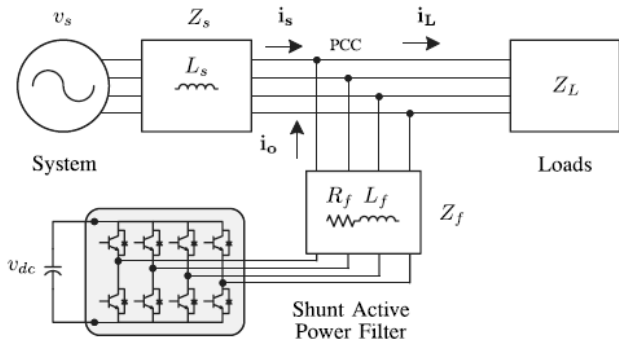 v_s
Z_s
i_s
i_L
PCC
L_s
Z_L
i_o
System
Loads
R_f L_f
Z_f
v_dc
Shunt Active
Power Filter